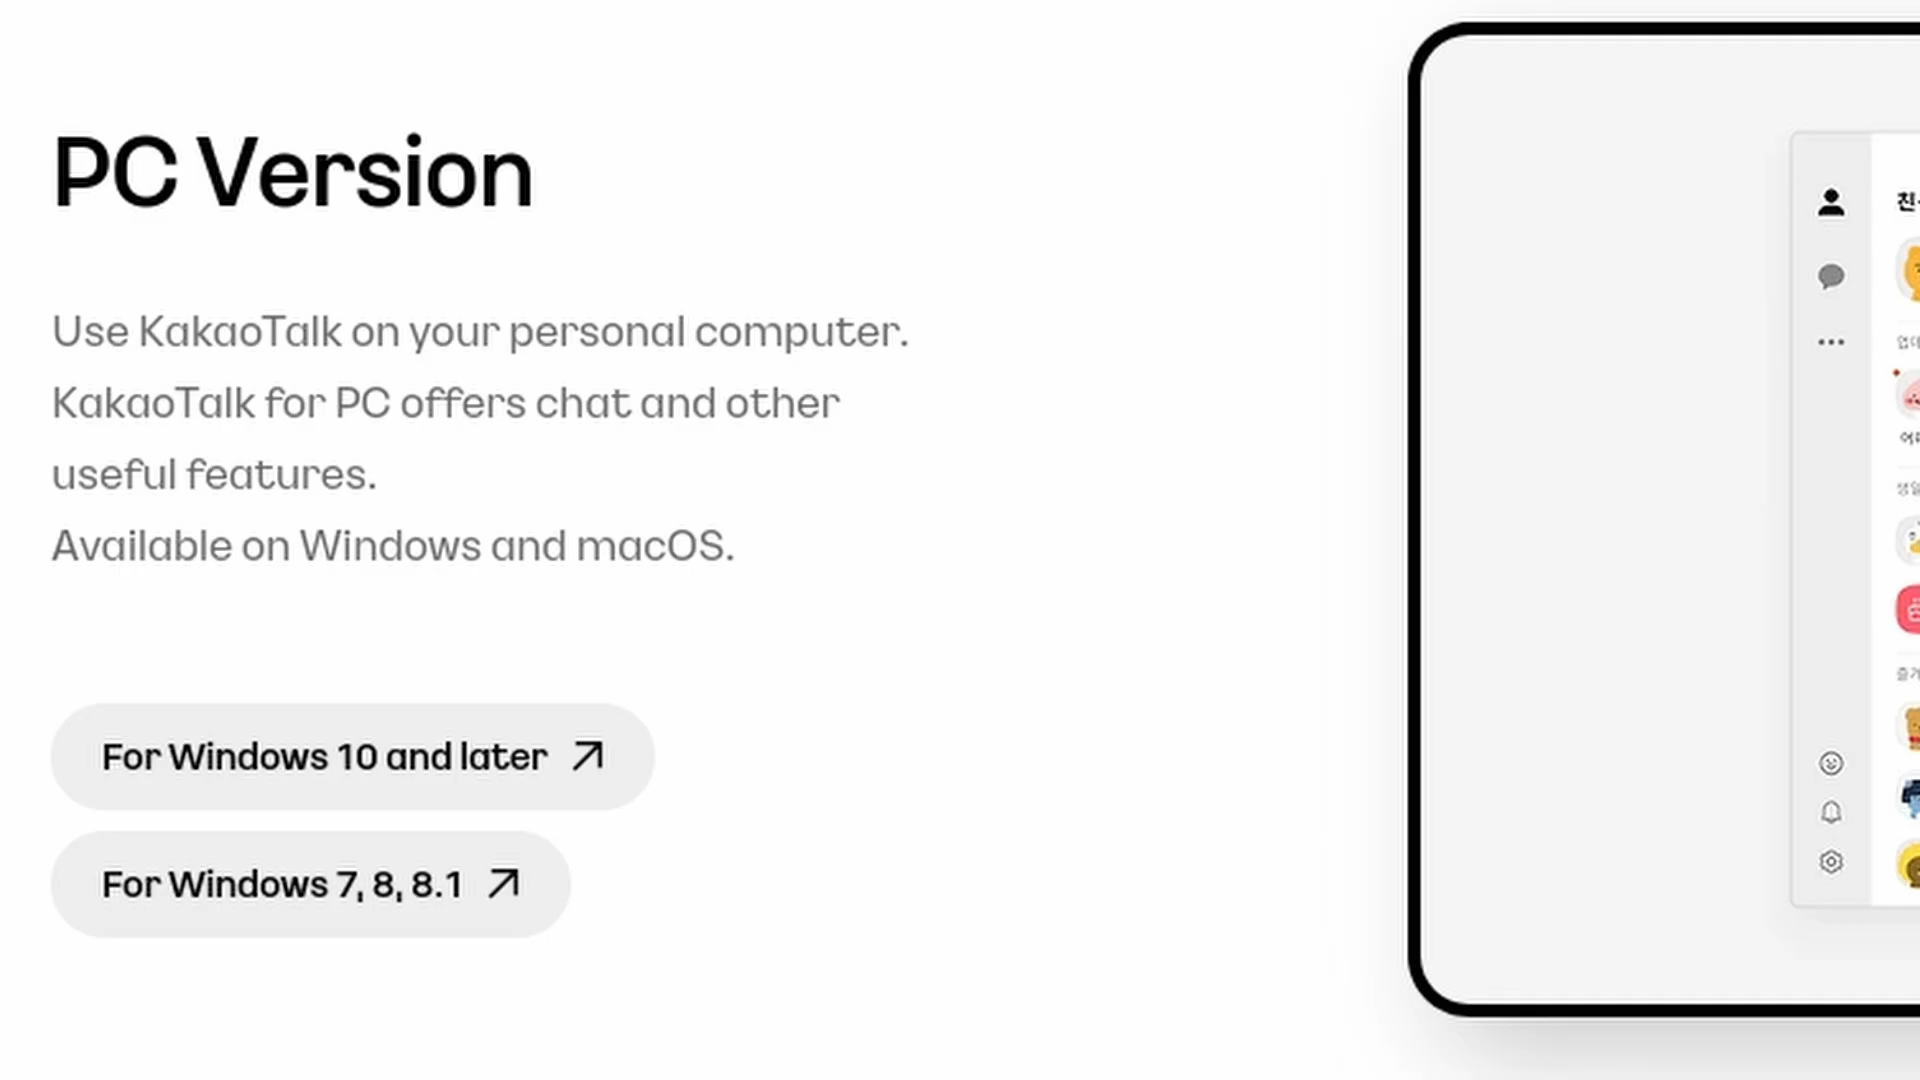 PC Version
Use KakaoTalk on your personal computer.
KakaoTalk for PC offers chat and other
useful features.
Available on Windows and macOS.
For Windows 10 and later
For Windows 7, 8, 8.1
친